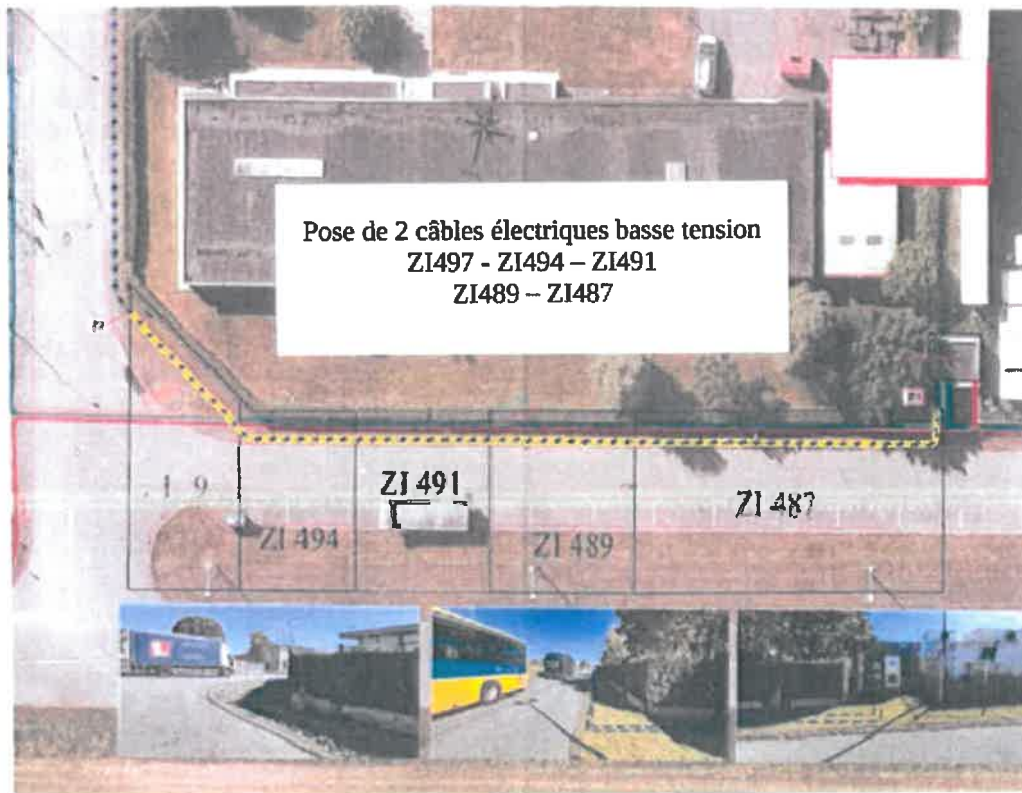 Pose de 2 câbles électriques basse tension
ZI497 - ZI494 – ZI491
ZI489 – ZI487
ZI 491
ZI 487
ZI 494
ZI 489